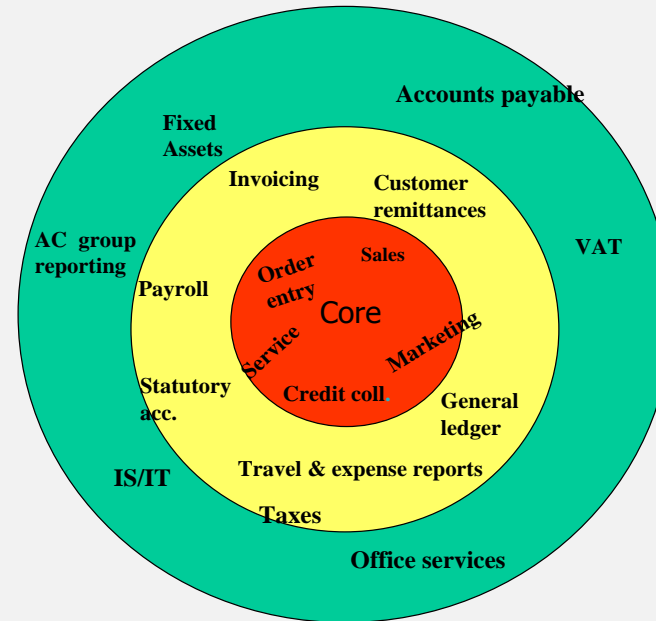 Accounts payable
Fixed
Assets
Invoicing
Customer
remittances
AC group
reporting
VAT
Sales
Order
entry
Payroll
Core
Marketing
Service
Statutory
acc.
Credit coll.
General
ledger
Travel & expense reports
IS/IT
Taxes
Office services